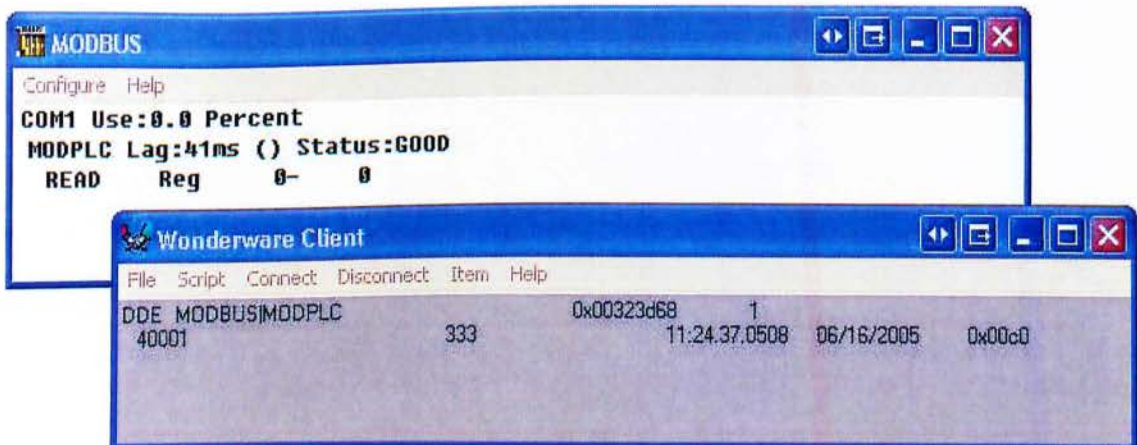 MODBUS
Configure Help
COM1 Use:0.0 Percent
MODPLC Lag:41ms () Status:GOOD
READ Reg 0- 0
Wonderware Client
File Script Connect Disconnect Item Help
DDE MODBUS|MODPLC 0x00323d68 1
40001 333 11:24.37.0508 06/16/2005 0x00c0